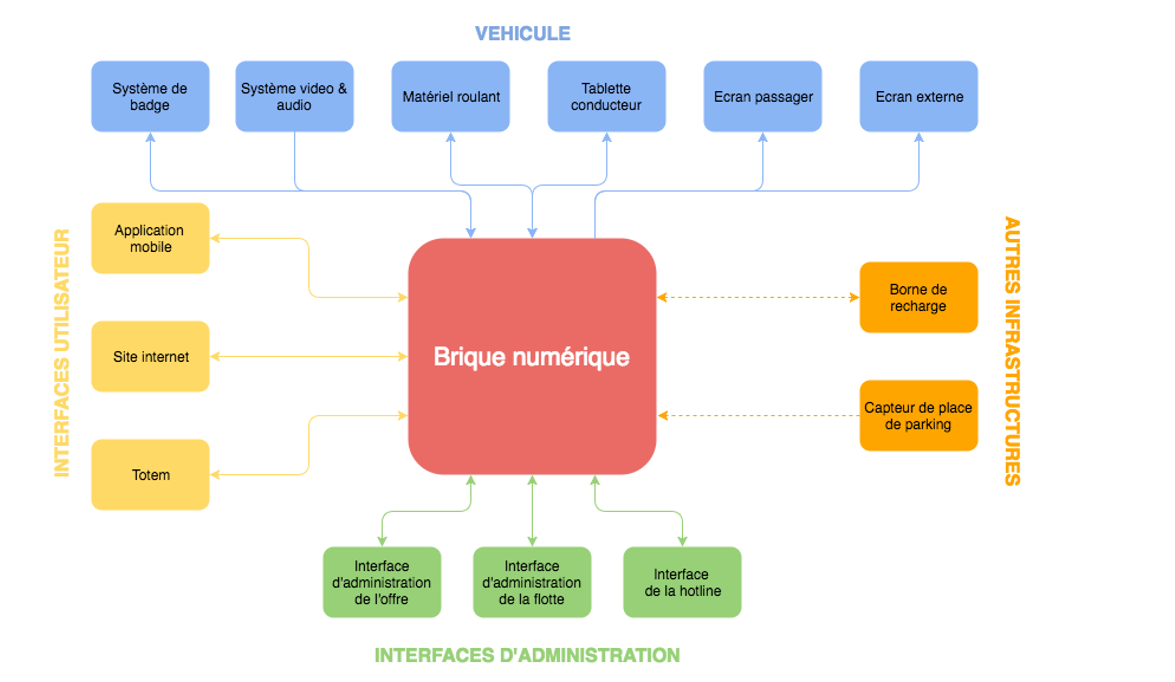 VEHICULE
Système de
badge
Système video &
audio
Matériel roulant
Tablette
conducteur
Ecran passager
Ecran externe
INTERFACES UTILISATEUR
Application
mobile
Site internet
Totem
Brique numérique
AUTRES INFRASTRUCTURES
Borne de
recharge
Capteur de place
de parking
Interface
d'administration
de l'offre
Interface
d'administration
de la flotte
Interface
de la hotline
INTERFACES D'ADMINISTRATION